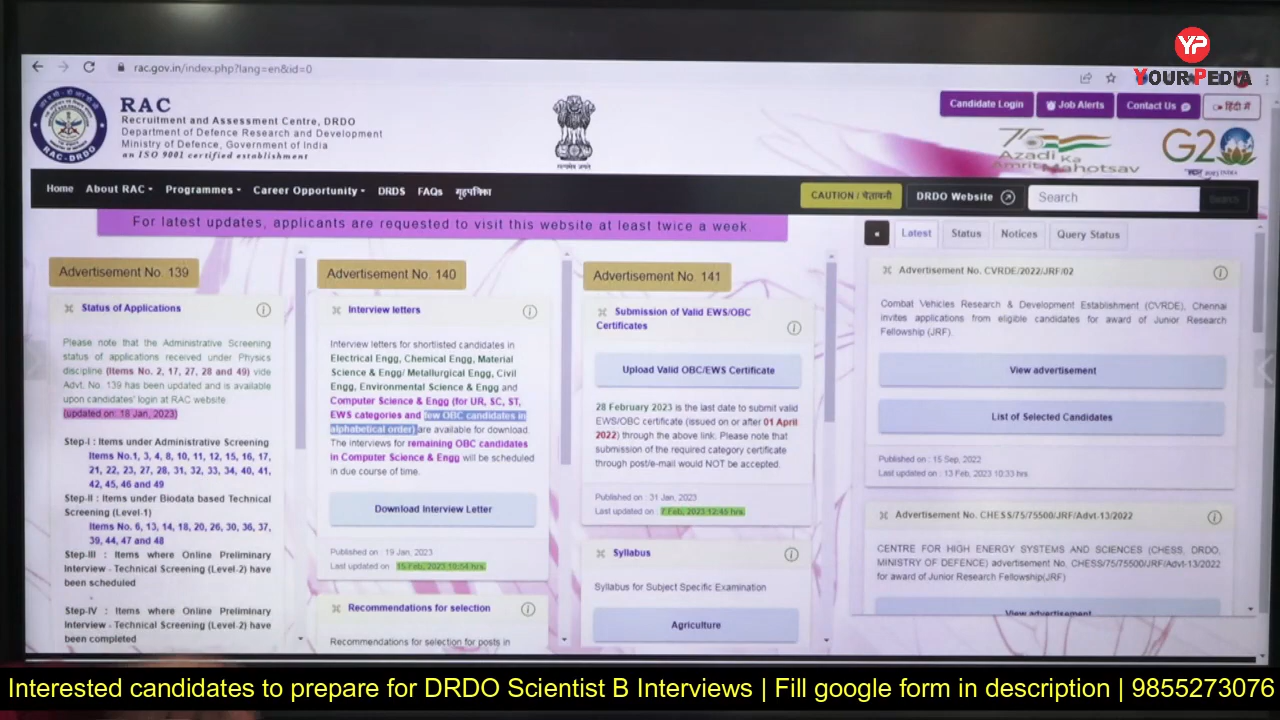 YP
YOUR PEDIA
rac.gov.in/index.php?lang=en&id=0
RAC
Recruitment and Assessment Centre, DRDO
Department of Defence Research and Development
Ministry of Defence, Government of India
an ISO 9001 certified establishment
RAC-DRDO
सत्यमेव जयते
Candidate Login
Job Alerts
Contact Us
हिंदी में
75
Azadi Ka
Amrit Mahotsav
G20
Home
About RAC
Programmes
Career Opportunity
DRDS
FAQs
गृहपत्रिका
CAUTION / चेतावनी
DRDO Website
Search
Search
For latest updates, applicants are requested to visit this website at least twice a week.
Advertisement No. 139
Status of Applications
Please note that the Administrative Screening
status of applications received under Physics
discipline (Items No. 2, 17, 27, 28 and 49) vide
Advt. No. 139 has been updated and is available
upon candidates' login at RAC website
(updated on: 18 Jan, 2023)
Step-I : Items under Administrative Screening
Items No.1, 3, 4, 8, 10, 11, 12, 15, 16, 17,
21, 22, 23, 27, 28, 31, 32, 33, 34, 40, 41,
42, 45, 46 and 49
Step-II : Items under Biodata based Technical
Screening (Level-1)
Items No. 6, 13, 14, 18, 20, 26, 30, 36, 37,
39, 44, 47 and 48
Step-III : Items where Online Preliminary
Interview - Technical Screening (Level-2) have
been scheduled
-
Step-IV : Items where Online Preliminary
Interview - Technical Screening (Level-2) have
been completed
Advertisement No. 140
Interview letters
Interview letters for shortlisted candidates in
Electrical Engg, Chemical Engg, Material
Science & Engg/ Metallurgical Engg, Civil
Engg, Environmental Science & Engg and
Computer Science & Engg (for UR, SC, ST,
EWS categories and few OBC candidates in
alphabetical order) are available for download.
The interviews for remaining OBC candidates
in Computer Science & Engg will be scheduled
in due course of time.
Download Interview Letter
Published on : 19 Jan, 2023
Last updated on : 15 Feb, 2023 10:54 hrs.
Recommendations for selection
Recommendations for selection for posts in
Advertisement No. 141
Submission of Valid EWS/OBC
Certificates
Upload Valid OBC/EWS Certificate
28 February 2023 is the last date to submit valid
EWS/OBC certificate (issued on or after 01 April
2022) through the above link. Please note that
submission of the required category certificate
through post/e-mail would NOT be accepted.
Published on : 31 Jan, 2023
Last updated on : 7 Feb, 2023 12:45 hrs.
Syllabus
Syllabus for Subject Specific Examination
Agriculture
Latest
Status
Notices
Query Status
Advertisement No. CVRDE/2022/JRF/02
Combat Vehicles Research & Development Establishment (CVRDE), Chennai
invites applications from eligible candidates for award of Junior Research
Fellowship (JRF).
View advertisement
List of Selected Candidates
Published on : 15 Sep, 2022
Last updated on : 13 Feb, 2023 10:33 hrs.
Advertisement No. CHESS/75/75500/JRF/Advt-13/2022
CENTRE FOR HIGH ENERGY SYSTEMS AND SCIENCES (CHESS, DRDO,
MINISTRY OF DEFENCE) advertisement No. CHESS/75/75500/JRF/Advt-13/2022
for award of Junior Research Fellowship(JRF)
View advertisement
Interested candidates to prepare for DRDO Scientist B Interviews | Fill google form in description | 9855273076